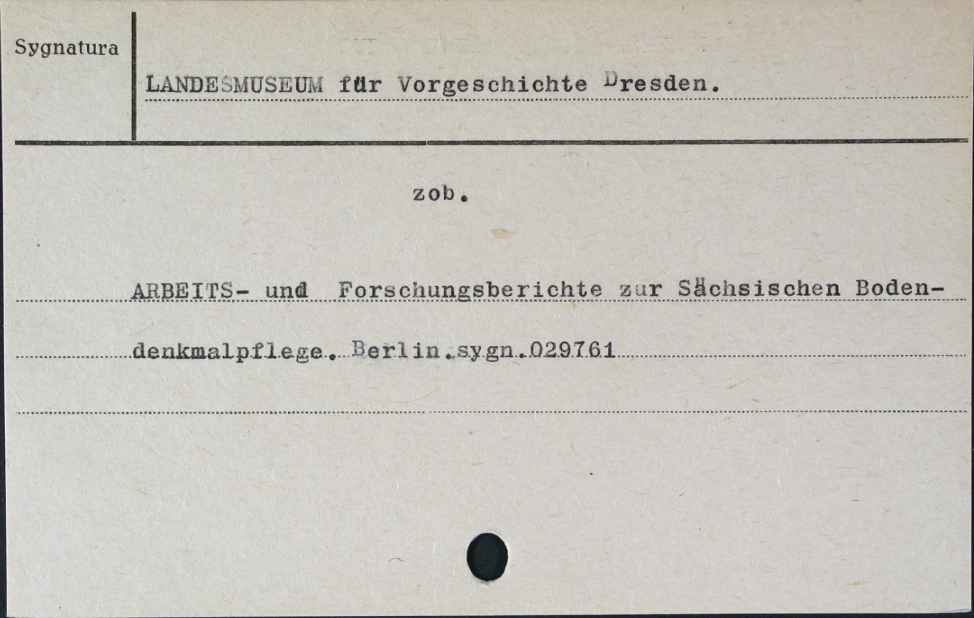 Sygnatura
LANDESMUSEUM für Vorgeschichte Dresden.
zob.
ARBEITS- und Forschungsberichte zur Sächsischen Boden-
denkmalpflege. Berlin.sygn.029761